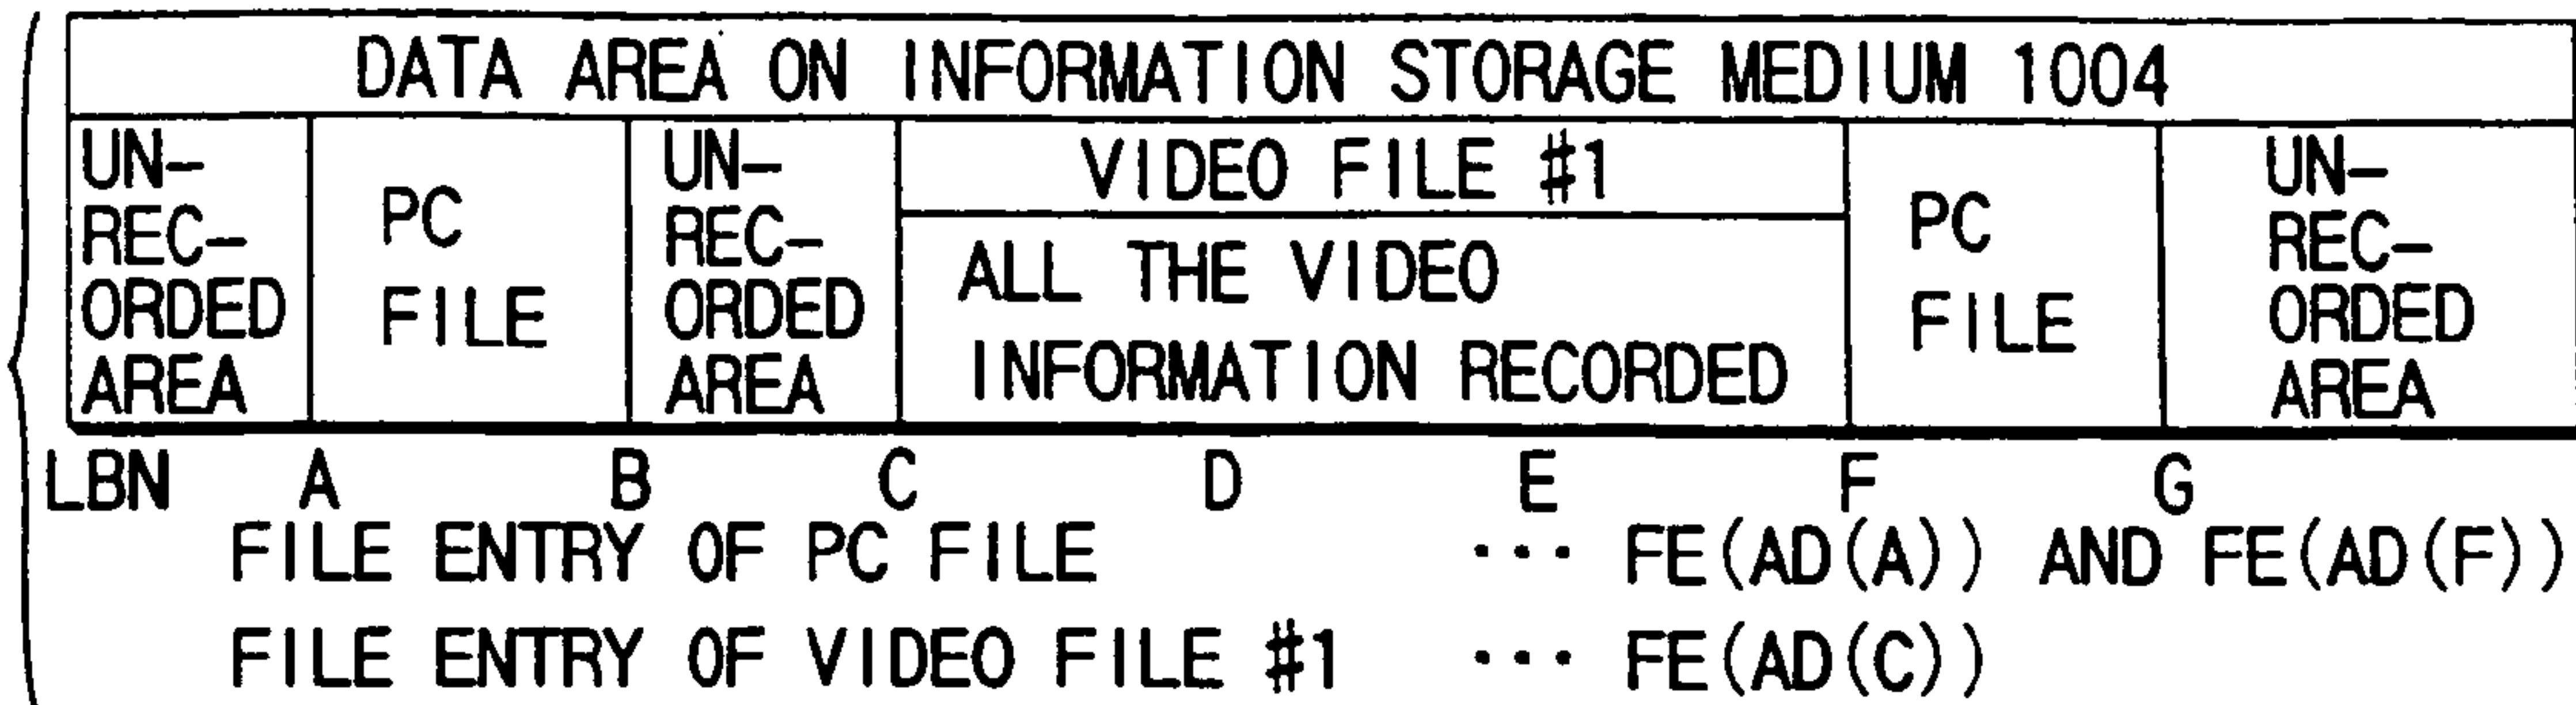 DATA AREA ON INFORMATION STORAGE MEDIUM 1004
UN-
REC-
ORDED
AREA
PC
FILE
UN-
REC-
ORDED
AREA
VIDEO FILE #1
ALL THE VIDEO
INFORMATION RECORDED
PC
FILE
UN-
REC-
ORDED
AREA
LBN A B C D E F G
FILE ENTRY OF PC FILE ··· FE(AD(A)) AND FE(AD(F))
FILE ENTRY OF VIDEO FILE #1 ··· FE(AD(C))